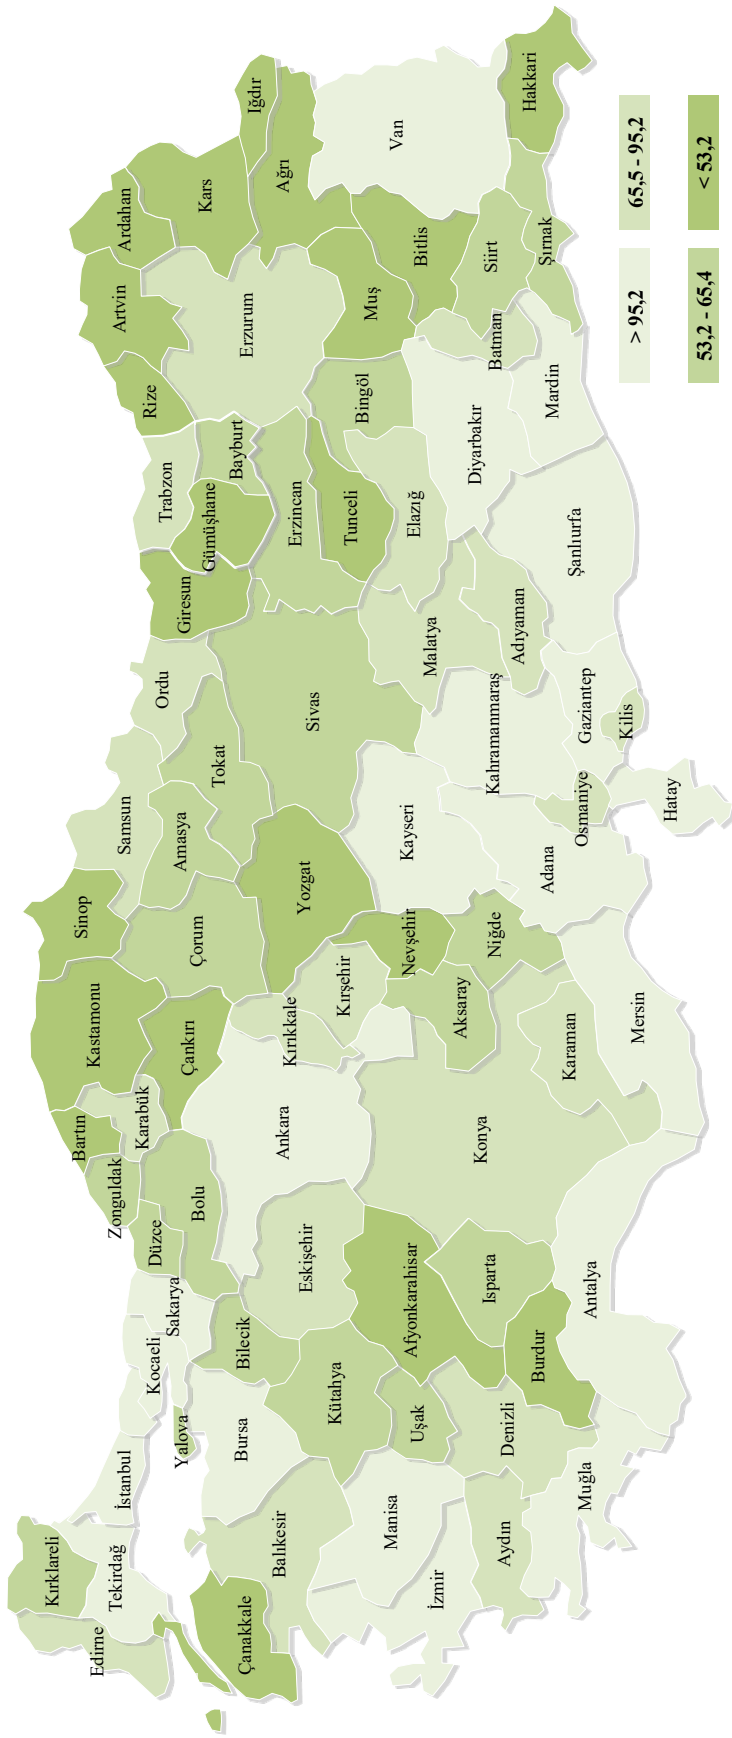 Kırklareli
Edirne
Tekirdağ
İstanbul
Çanakkale
Balıkesir
Bursa
Yalova
Kocaeli
Sakarya
Bilecik
Kütahya
Manisa
İzmir
Uşak
Aydın
Denizli
Muğla
Burdur
Isparta
Antalya
Afyonkarahisar
Eskişehir
Düzce
Bolu
Zonguldak
Bartın
Karabük
Kastamonu
Çankırı
Ankara
Konya
Karaman
Mersin
Kırıkkale
Kırşehir
Aksaray
Nevşehir
Niğde
Sinop
Çorum
Samsun
Amasya
Tokat
Yozgat
Kayseri
Adana
Osmaniye
Hatay
Ordu
Sivas
Kahramanmaraş
Gaziantep
Kilis
Giresun
Gümüşhane
Trabzon
Bayburt
Erzincan
Tunceli
Malatya
Elazığ
Adıyaman
Şanlıurfa
Rize
Artvin
Ardahan
Kars
Iğdır
Ağrı
Erzurum
Bingöl
Muş
Bitlis
Diyarbakır
Batman
Mardin
Siirt
Şırnak
Van
Hakkari
> 95,2
65,5 - 95,2
53,2 - 65,4
< 53,2